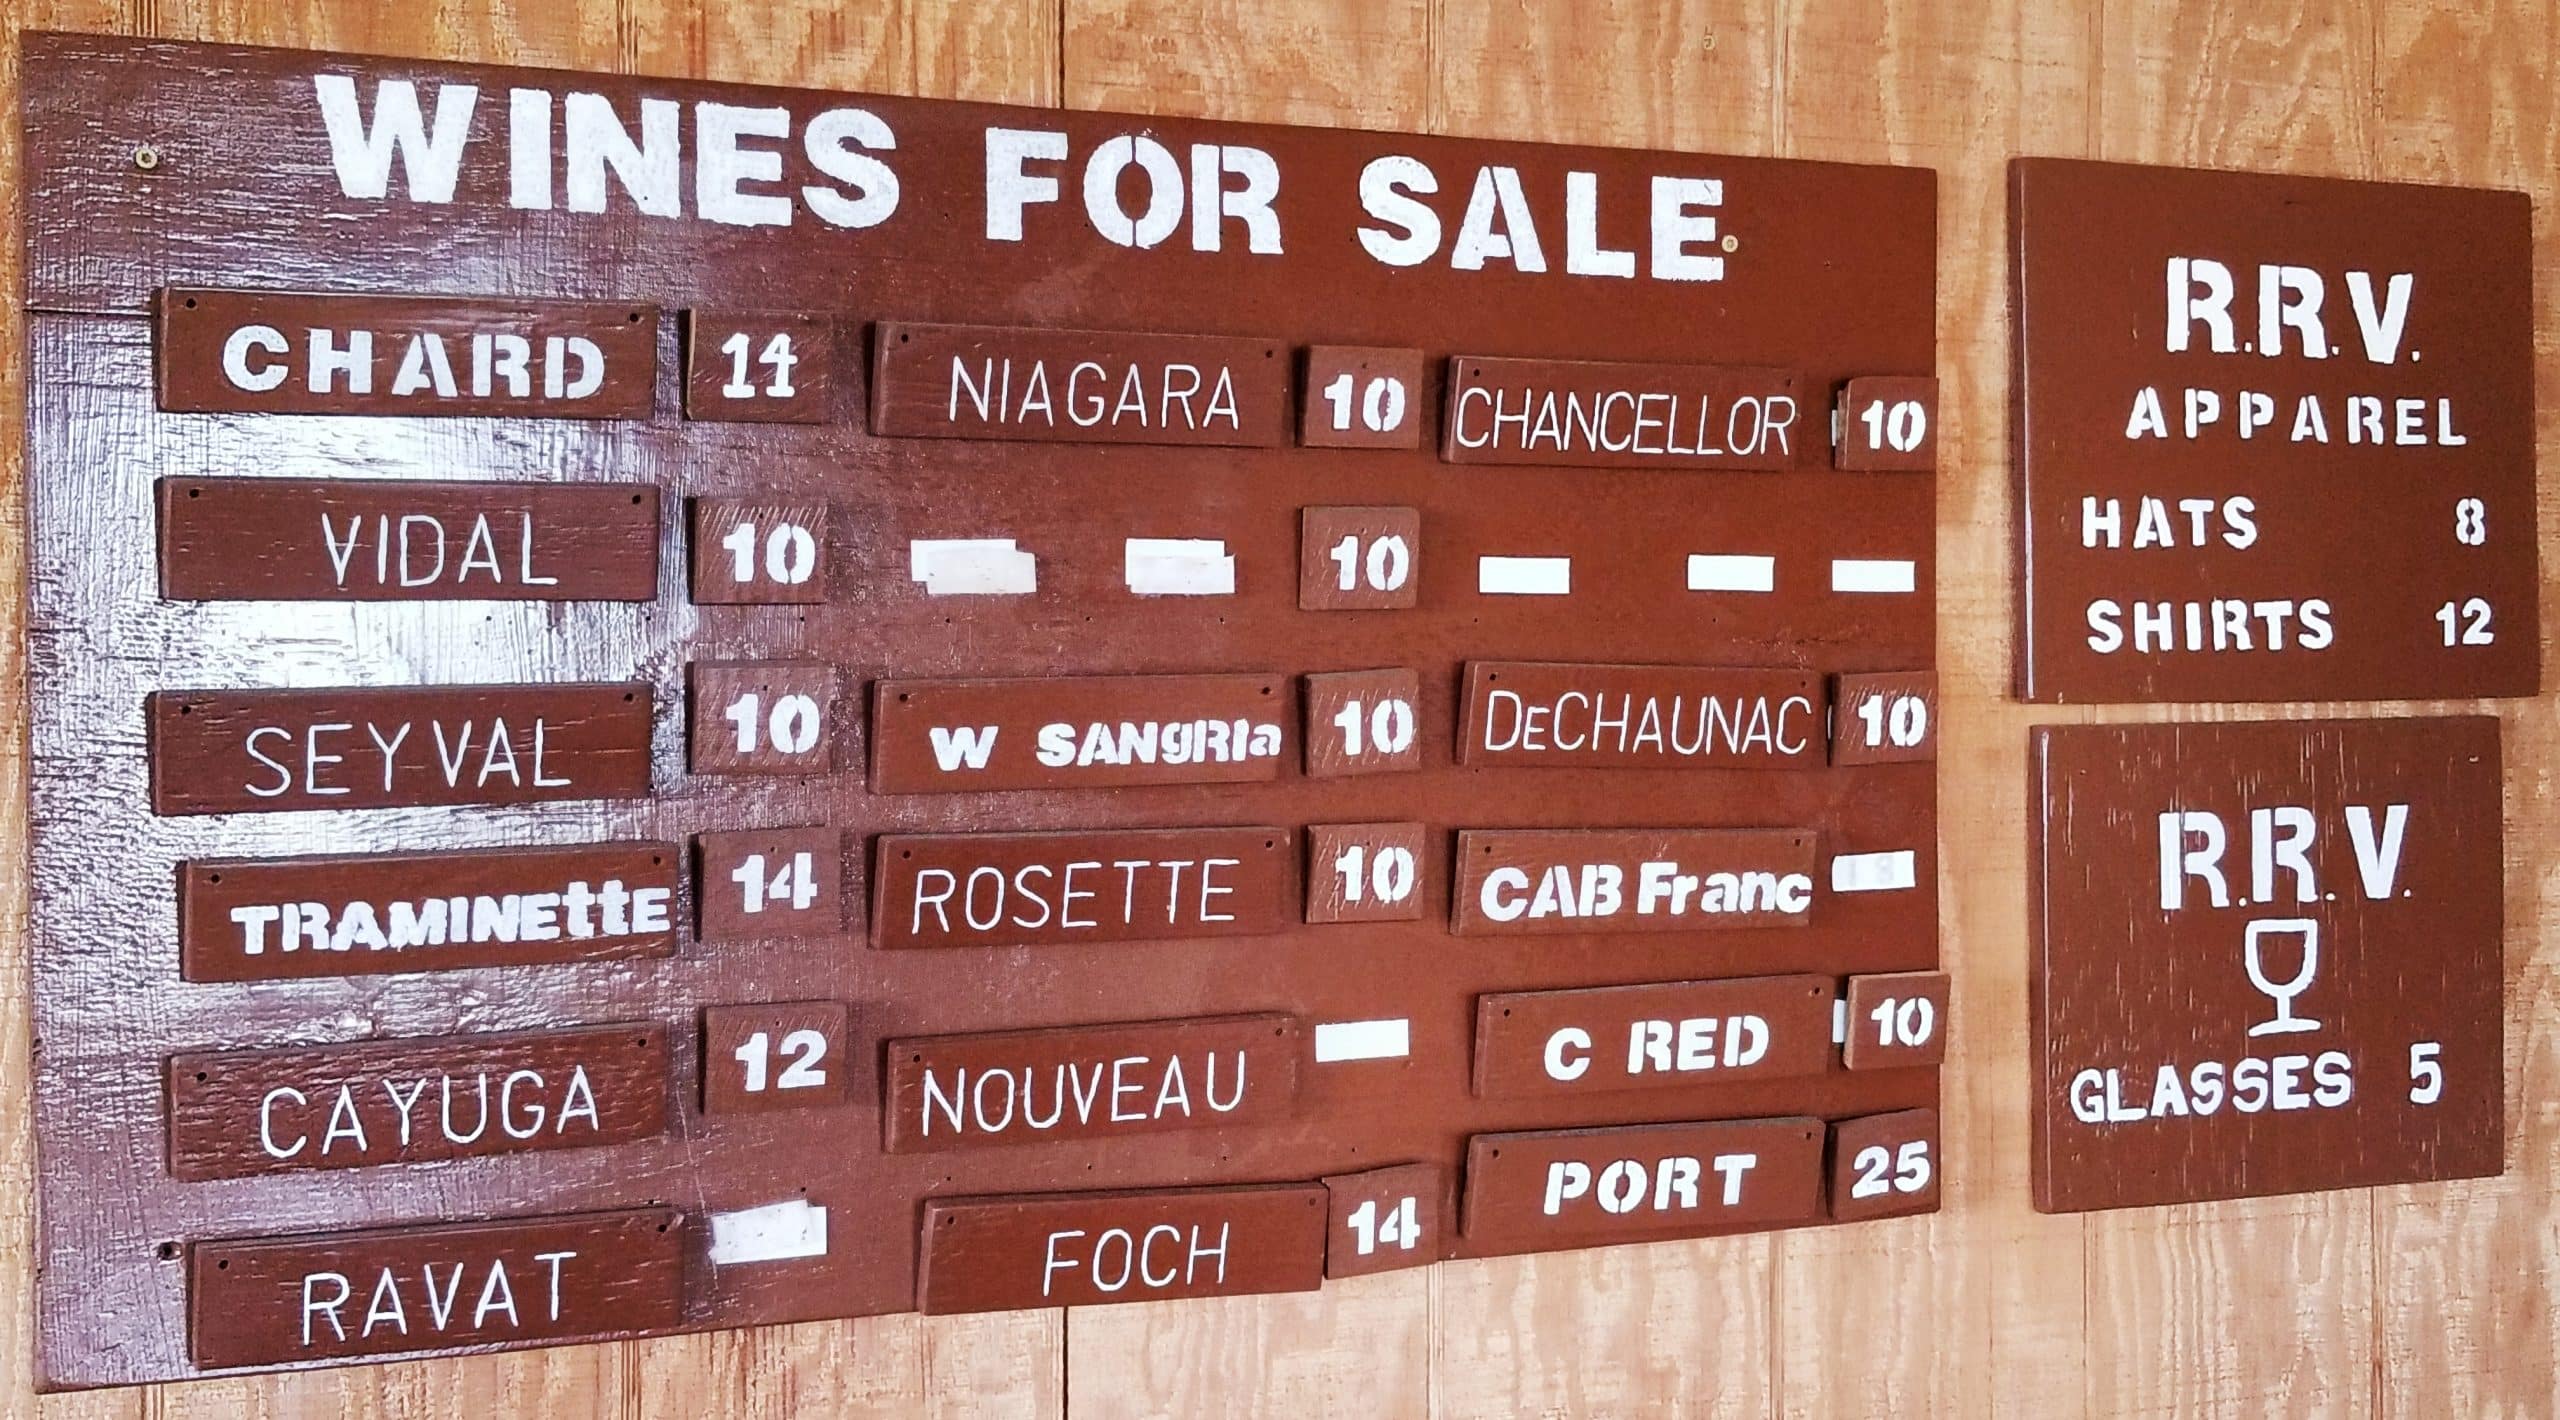 WINES FOR SALE
CHARD 14 NIAGARA 10 CHANCELLOR 10
VIDAL 10 10
SEYVAL 10 W SANgRIa 10 DeCHAUNAC 10
TRAMINEttE 14 ROSETTE 10 CAB Franc
CAYUGA 12 NOUVEAU C RED 10
RAVAT FOCH 14 PORT 25
R.R.V.
APPAREL
HATS 8
SHIRTS 12
R.R.V.
GLASSES 5